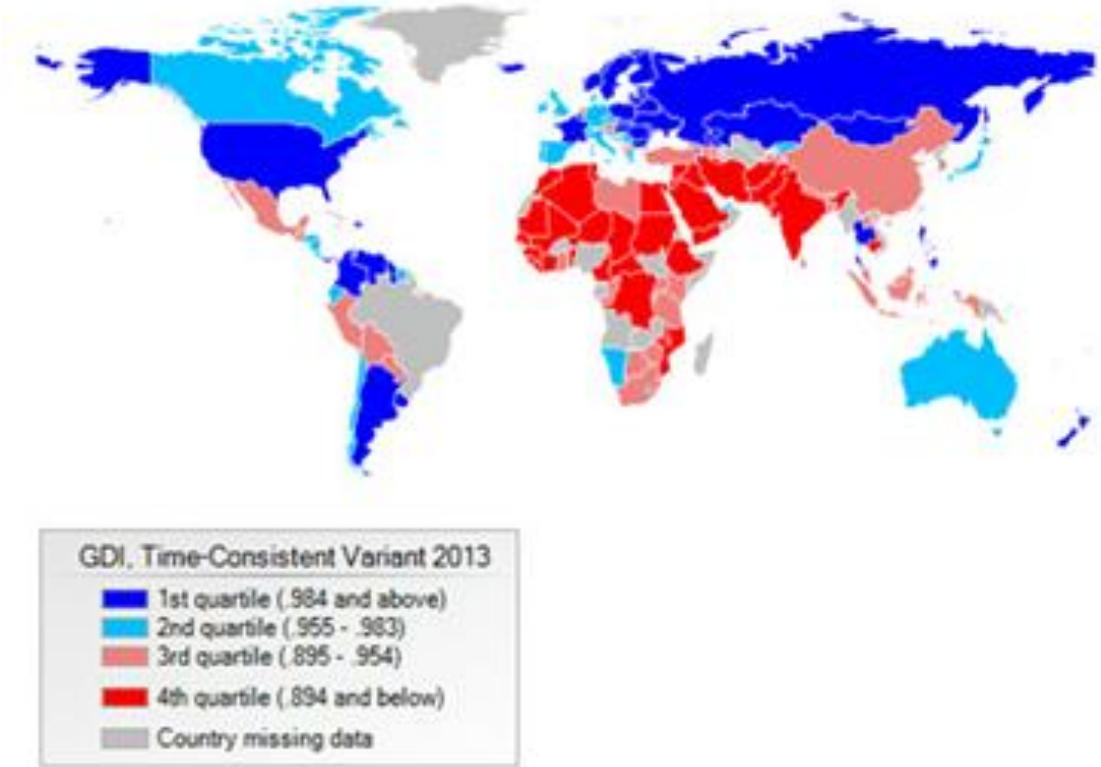 GDI, Time-Consistent Variant 2013
1st quartile (.984 and above)
2nd quartile (.955 - .983)
3rd quartile (.895 - .954)
4th quartile (.894 and below)
Country missing data